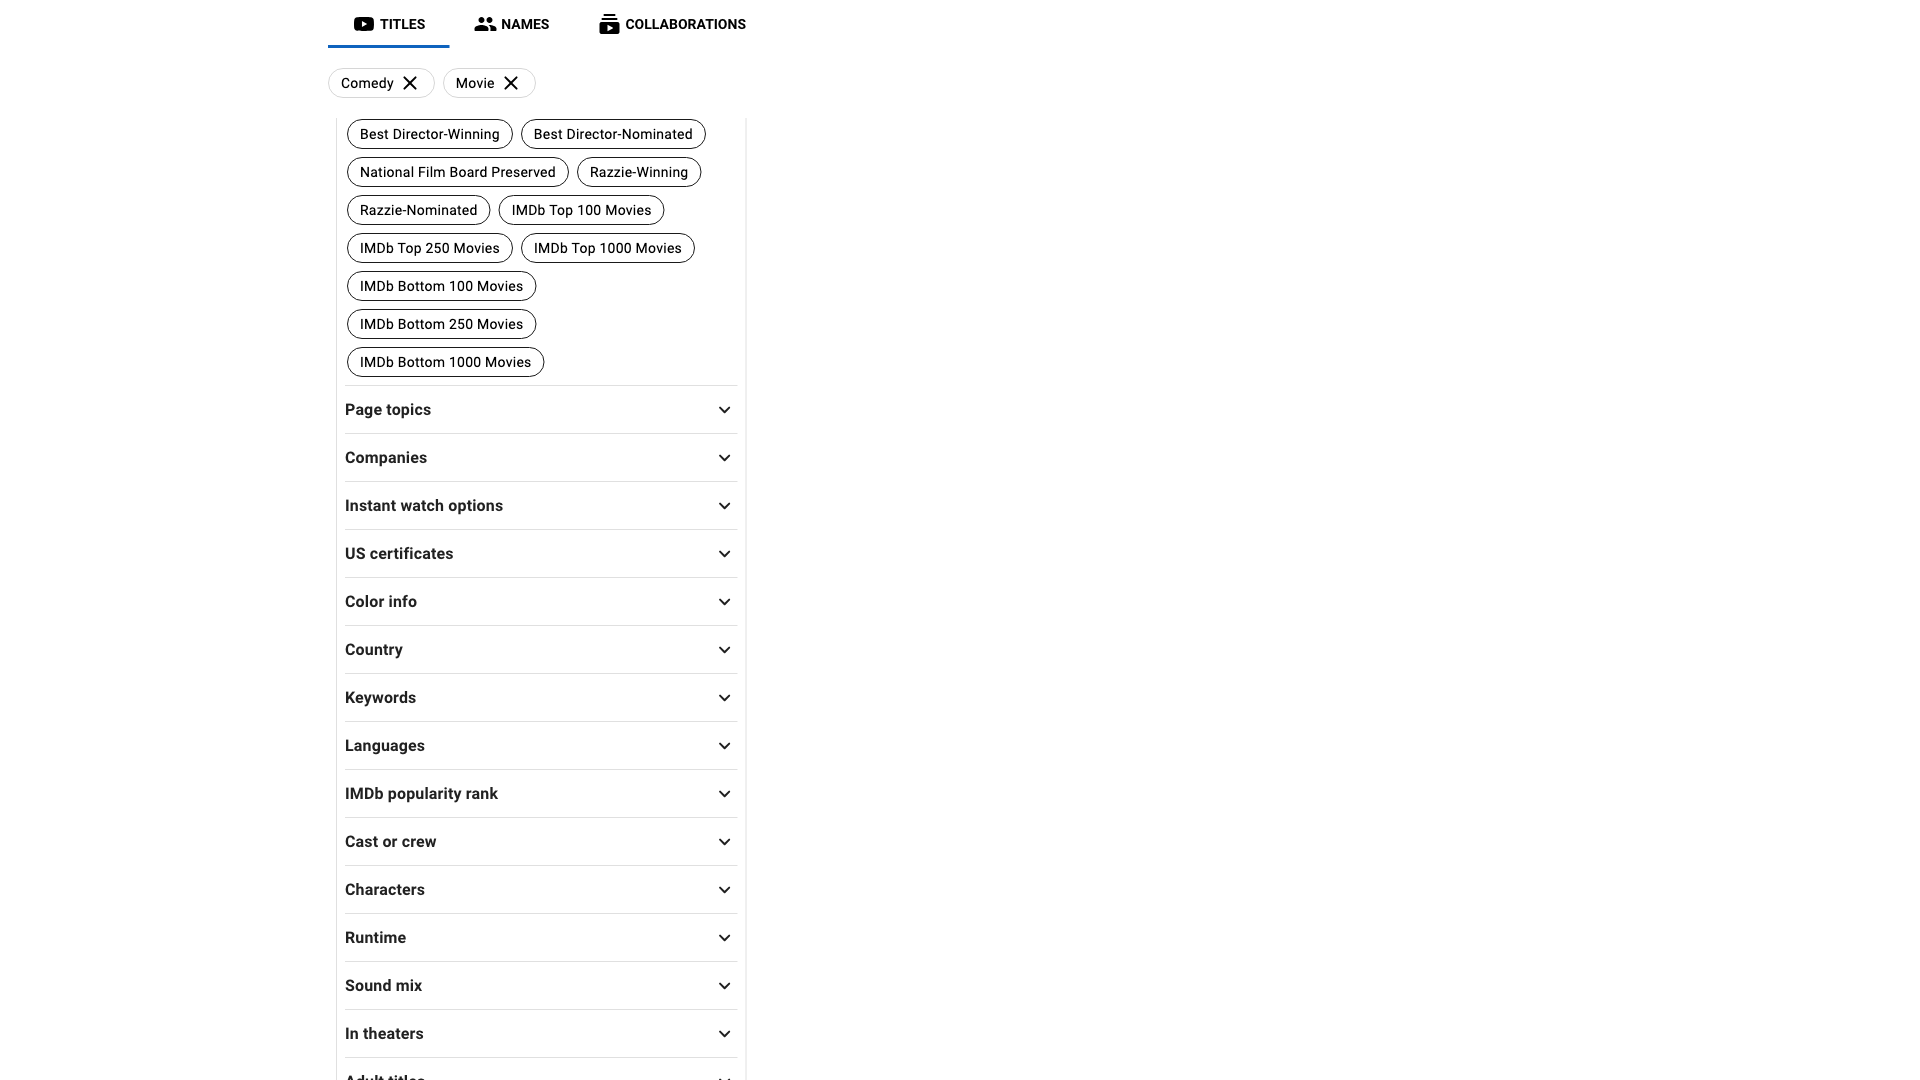 TITLES NAMES COLLABORATIONS
Comedy Movie
Best Director-Winning Best Director-Nominated
National Film Board Preserved Razzie-Winning
Razzie-Nominated IMDb Top 100 Movies
IMDb Top 250 Movies IMDb Top 1000 Movies
IMDb Bottom 100 Movies
IMDb Bottom 250 Movies
IMDb Bottom 1000 Movies
Page topics
Companies
Instant watch options
US certificates
Color info
Country
Keywords
Languages
IMDb popularity rank
Cast or crew
Characters
Runtime
Sound mix
In theaters
Adult titles